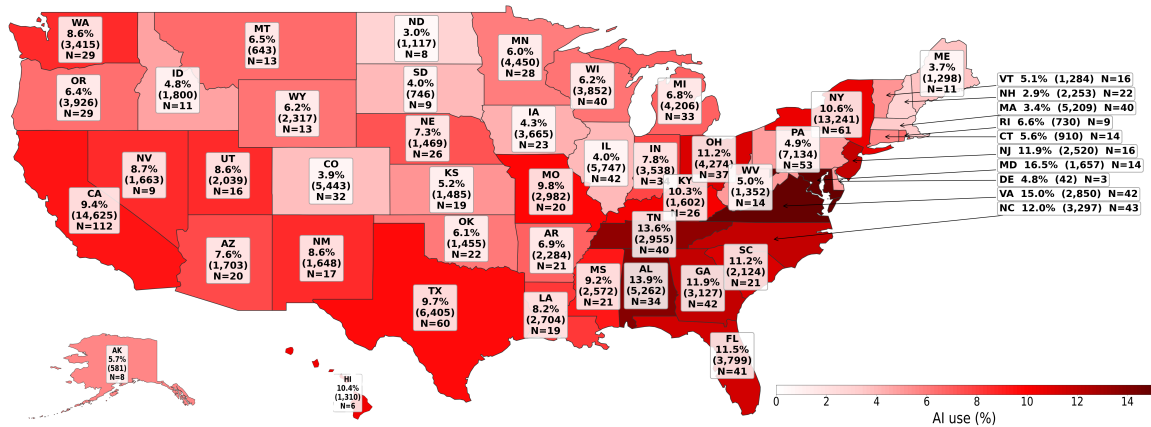 WA
8.6%
(3,415)
N=29
OR
6.4%
(3,926)
N=29
CA
9.4%
(14,625)
N=112
ID
4.8%
(1,800)
N=11
NV
8.7%
(1,663)
N=9
MT
6.5%
(643)
N=13
WY
6.2%
(2,317)
N=13
UT
8.6%
(2,039)
N=16
AZ
7.6%
(1,703)
N=20
CO
3.9%
(5,443)
N=32
NM
8.6%
(1,648)
N=17
ND
3.0%
(1,117)
N=8
SD
4.0%
(746)
N=9
NE
7.3%
(1,469)
N=26
KS
5.2%
(1,485)
N=19
OK
6.1%
(1,455)
N=22
TX
9.7%
(6,405)
N=60
MN
6.0%
(4,450)
N=28
IA
4.3%
(3,665)
N=23
MO
9.8%
(2,982)
N=20
AR
6.9%
(2,284)
N=21
LA
8.2%
(2,704)
N=19
WI
6.2%
(3,852)
N=40
IL
4.0%
(5,747)
N=42
MI
6.8%
(4,206)
N=33
IN
7.8%
(3,538)
OH
11.2%
(4,274)
N=37
KY
10.3%
(1,602)
N=26
WV
5.0%
(1,352)
N=14
TN
13.6%
(2,955)
N=40
MS
9.2%
(2,572)
N=21
AL
13.9%
(5,262)
N=34
GA
11.9%
(3,127)
N=42
SC
11.2%
(2,124)
N=21
FL
11.5%
(3,799)
N=41
PA
4.9%
(7,134)
N=53
NY
10.6%
(13,241)
N=61
ME
3.7%
(1,298)
N=11
VT 5.1% (1,284) N=16
NH 2.9% (2,253) N=22
MA 3.4% (5,209) N=40
RI 6.6% (730) N=9
CT 5.6% (910) N=14
NJ 11.9% (2,520) N=16
MD 16.5% (1,657) N=14
DE 4.8% (42) N=3
VA 15.0% (2,850) N=42
NC 12.0% (3,297) N=43
AK
5.7%
(581)
N=8
HI
10.4%
(1,310)
N=6
0 2 4 6 8 10 12 14
AI use (%)